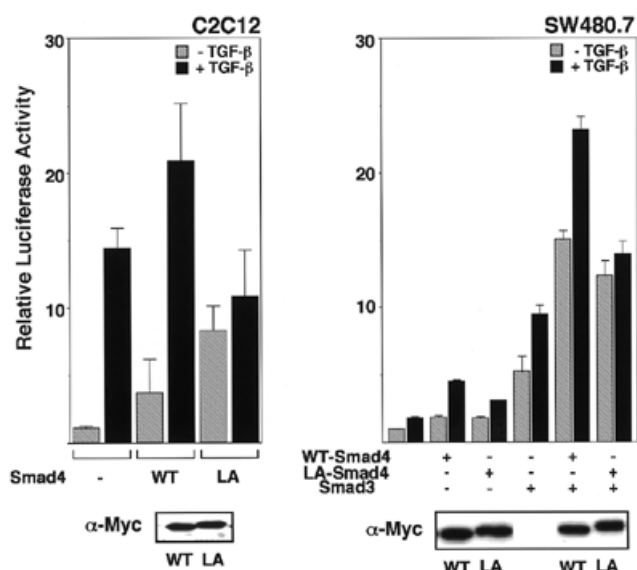 C2C12
- TGF-β
+ TGF-β
30
20
10
Relative Luciferase Activity
Smad4 - WT LA
α-Myc
WT LA
SW480.7
- TGF-β
+ TGF-β
30
20
10
WT-Smad4 - + - - + -
LA-Smad4 - - + - - +
Smad3 - - - + + +
α-Myc
WT LA WT LA